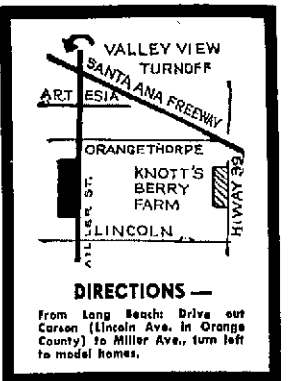 VALLEY VIEW
TURNOFF
SANTA ANA FREEWAY
ARTESIA
ORANGETHORPE
KNOTT'S
BERRY
FARM
HIWAY 39
MILLER ST.
LINCOLN
DIRECTIONS —
From Long Beach: Drive out
Carson (Lincoln Ave. in Orange
County) to Miller Ave., turn left
to model homes.